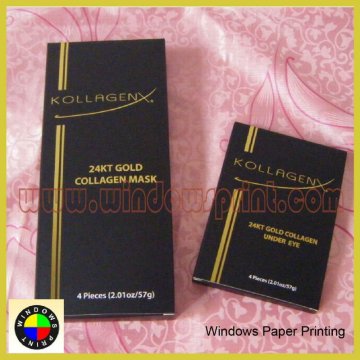 KOLLAGENX®
24KT GOLD
COLLAGEN MASK
4 Pieces (2.01oz/57g)
KOLLAGENX
24KT GOLD COLLAGEN
UNDER EYE
4 Pieces (2.01oz/57g)
www.windowsprint.com
WINDOWS PRINT
Windows Paper Printing